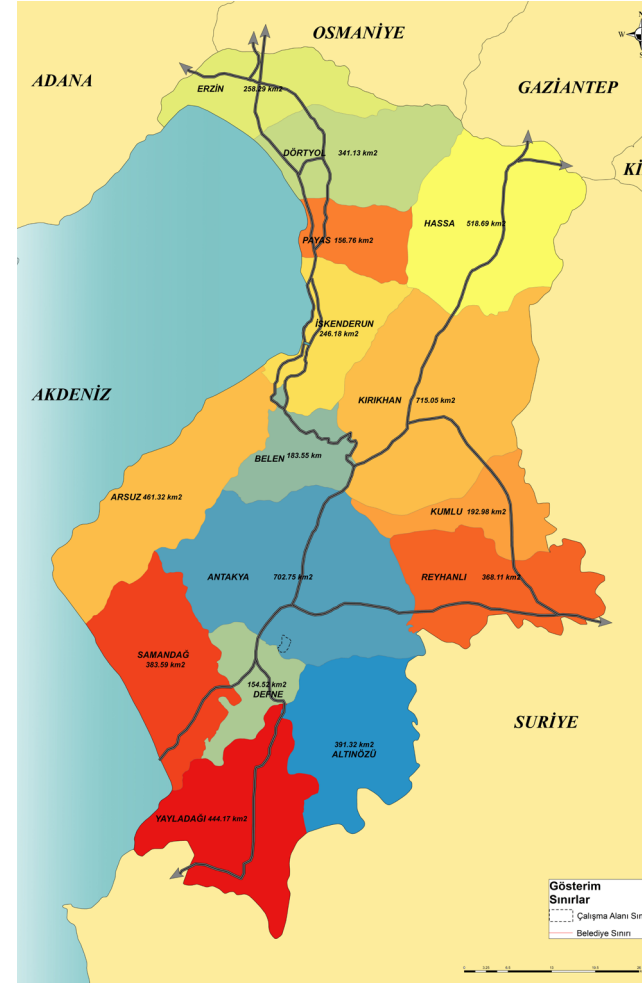 OSMANİYE
N
W
ADANA
ERZİN 258.29 km2
GAZİANTEP
DÖRTYOL 341.13 km2
Kİ
HASSA 518.69 km2
PAYAS 156.76 km2
İSKENDERUN
246.18 km2
AKDENİZ
KIRIKHAN 715.05 km2
BELEN 183.55 km
ARSUZ 461.32 km2
KUMLU 192.98 km2
ANTAKYA 702.75 km2
REYHANLI 368.11 km2
SAMANDAĞ
383.59 km2
154.52 km2
DEFNE
SURİYE
391.32 km2
ALTINÖZÜ
YAYLADAĞI 444.17 km2
Gösterim
Sınırlar
Çalışma Alanı Sın
Belediye Sınırı